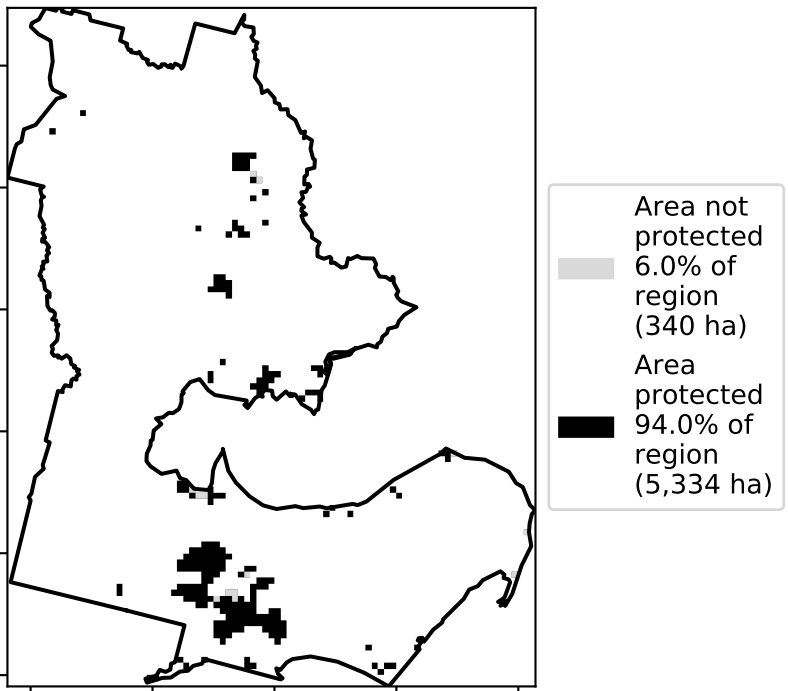 Area not
protected
6.0% of
region
(340 ha)
Area
protected
94.0% of
region
(5,334 ha)